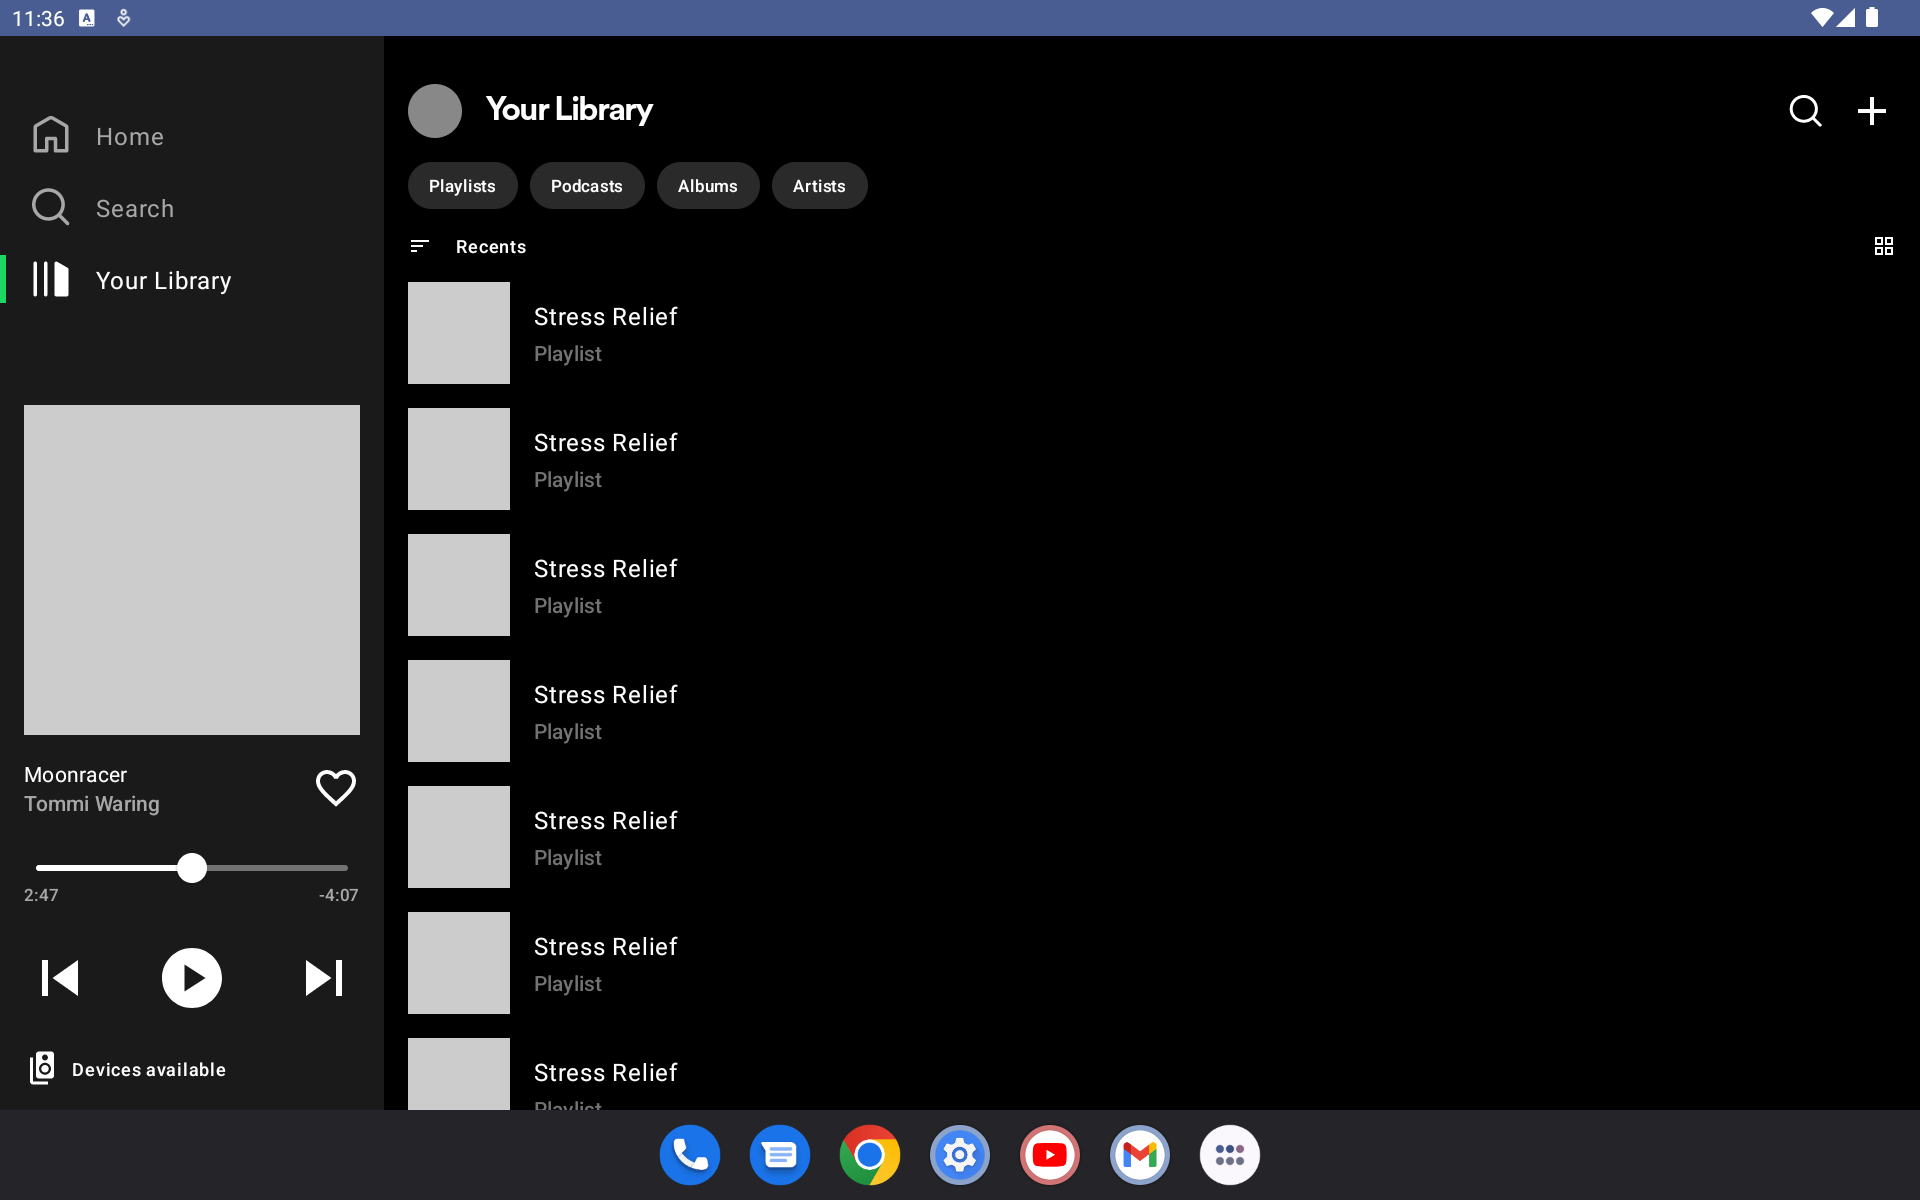 11:36
Home
Search
Your Library
Moonracer
Tommi Waring
2:47
-4:07
Devices available
Your Library
Playlists
Podcasts
Albums
Artists
Recents
Stress Relief
Playlist
Stress Relief
Playlist
Stress Relief
Playlist
Stress Relief
Playlist
Stress Relief
Playlist
Stress Relief
Playlist
Stress Relief
Playlist